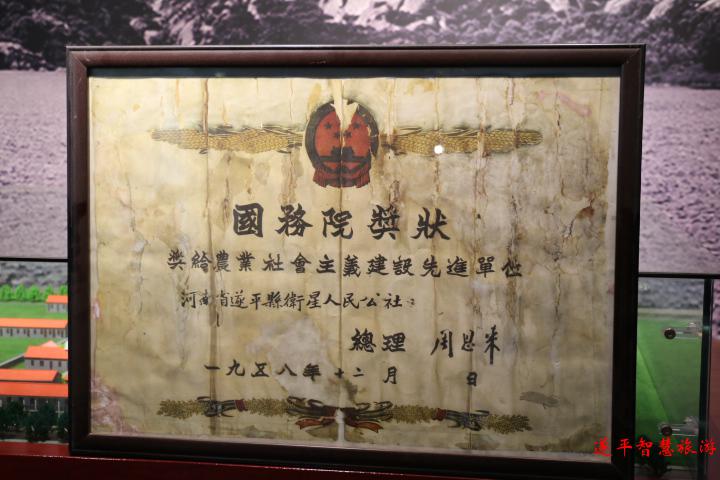 國務院獎狀
獎給農業社會主義建設先進單位
河南省遂平縣衛星人民公社：
總理 周恩來
一九五八年十二月 日
遂平智慧旅游